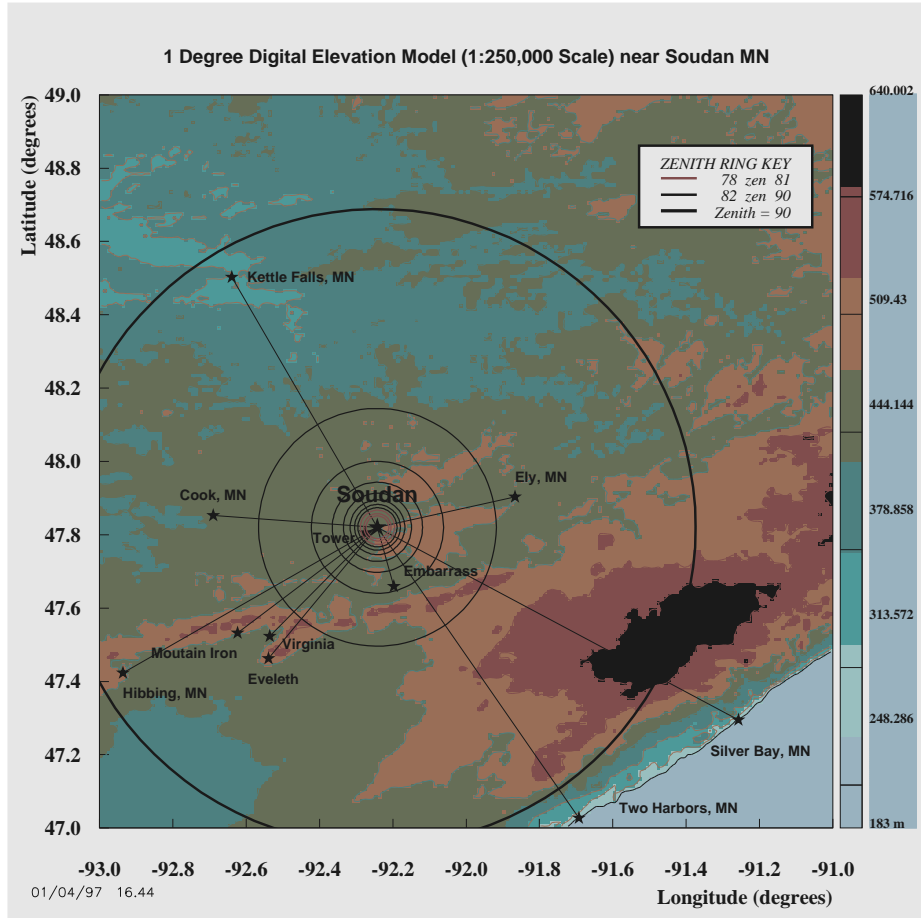 1 Degree Digital Elevation Model (1:250,000 Scale) near Soudan MN
Latitude (degrees)
49.0
48.8
48.6
48.4
48.2
48.0
47.8
47.6
47.4
47.2
47.0
ZENITH RING KEY
78 zen 81
82 zen 90
Zenith = 90
Kettle Falls, MN
Cook, MN
Soudan
Ely, MN
Tower
Embarrass
Virginia
Moutain Iron
Eveleth
Hibbing, MN
Silver Bay, MN
Two Harbors, MN
640.002
574.716
509.43
444.144
378.858
313.572
248.286
183 m
-93.0
-92.8
-92.6
-92.4
-92.2
-92.0
-91.8
-91.6
-91.4
-91.2
-91.0
Longitude (degrees)
01/04/97 16.44